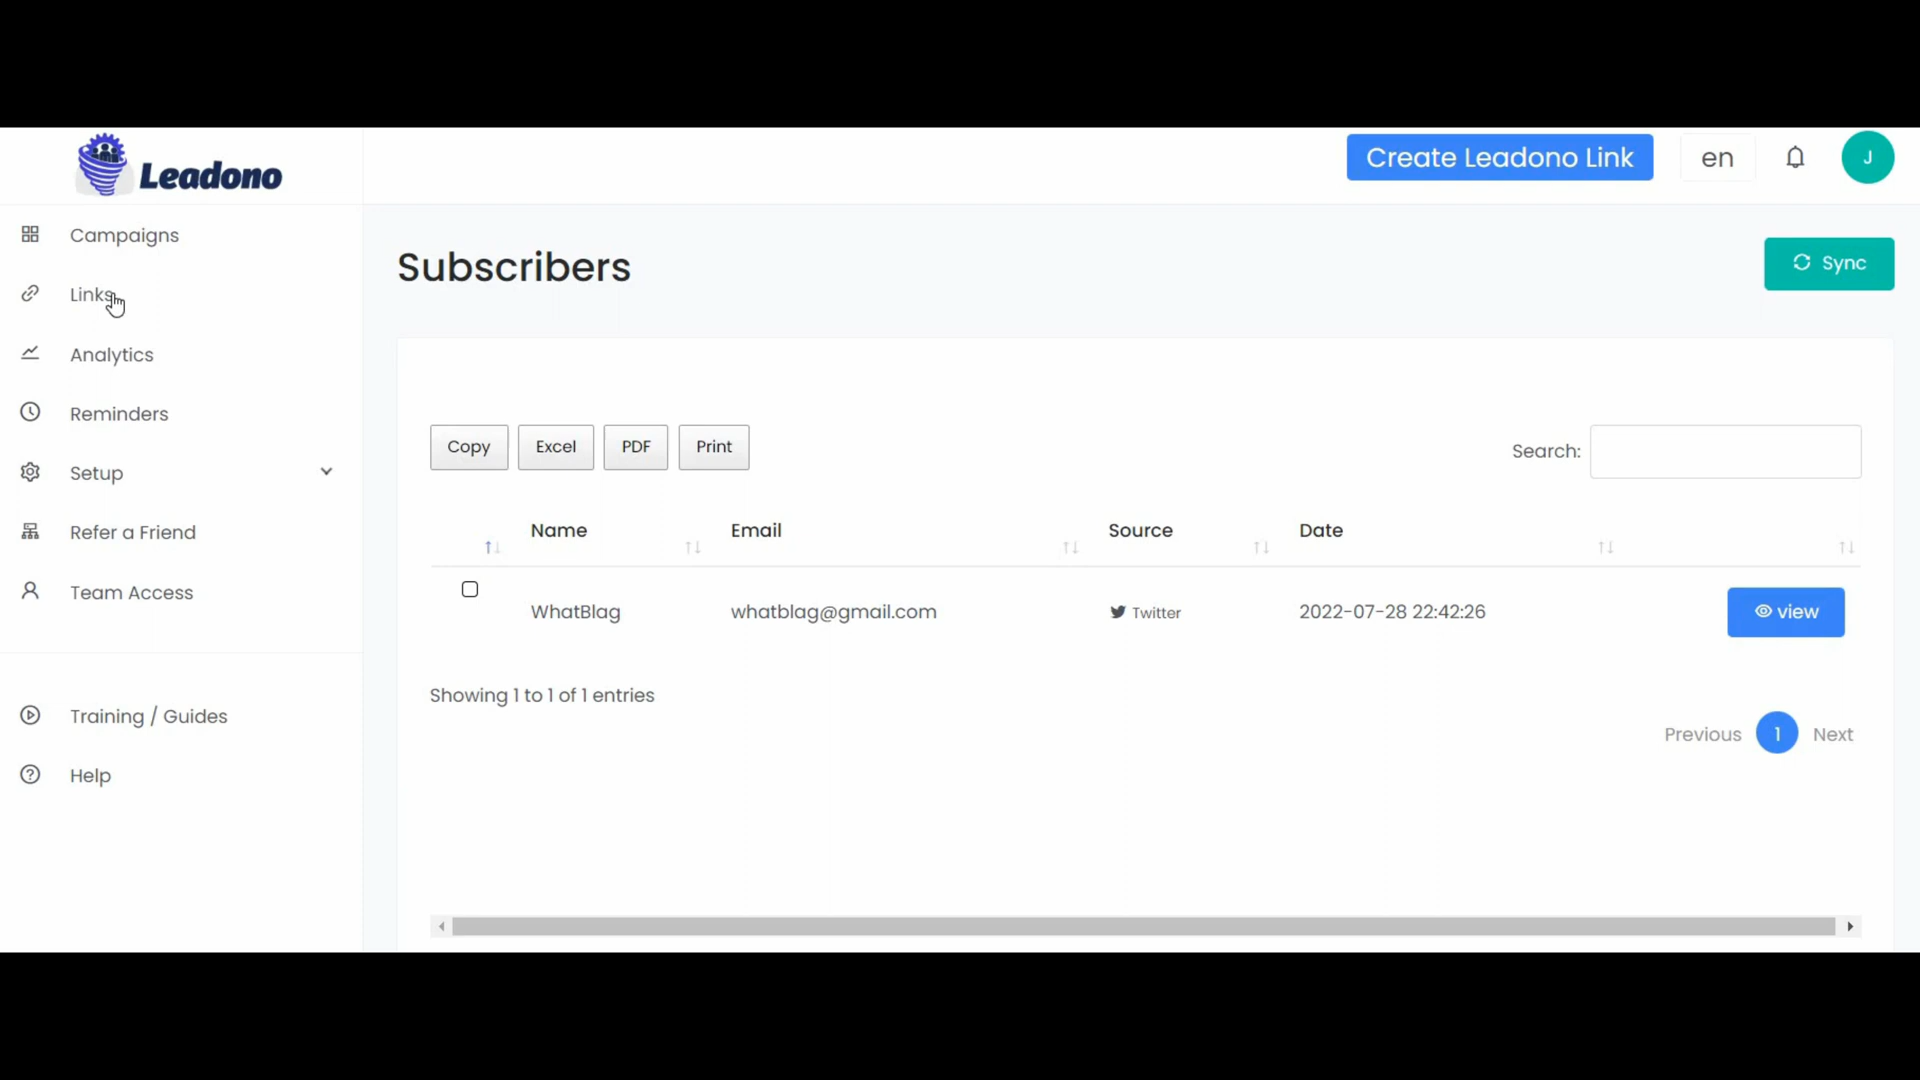 Leadono
Create Leadono Link
en
J
Campaigns
Links
Analytics
Reminders
Setup
Refer a Friend
Team Access
Training / Guides
Help
Subscribers
Sync
Copy Excel PDF Print
Search:
Name Email Source Date
WhatBlag whatblag@gmail.com Twitter 2022-07-28 22:42:26 view
Showing 1 to 1 of 1 entries
Previous 1 Next